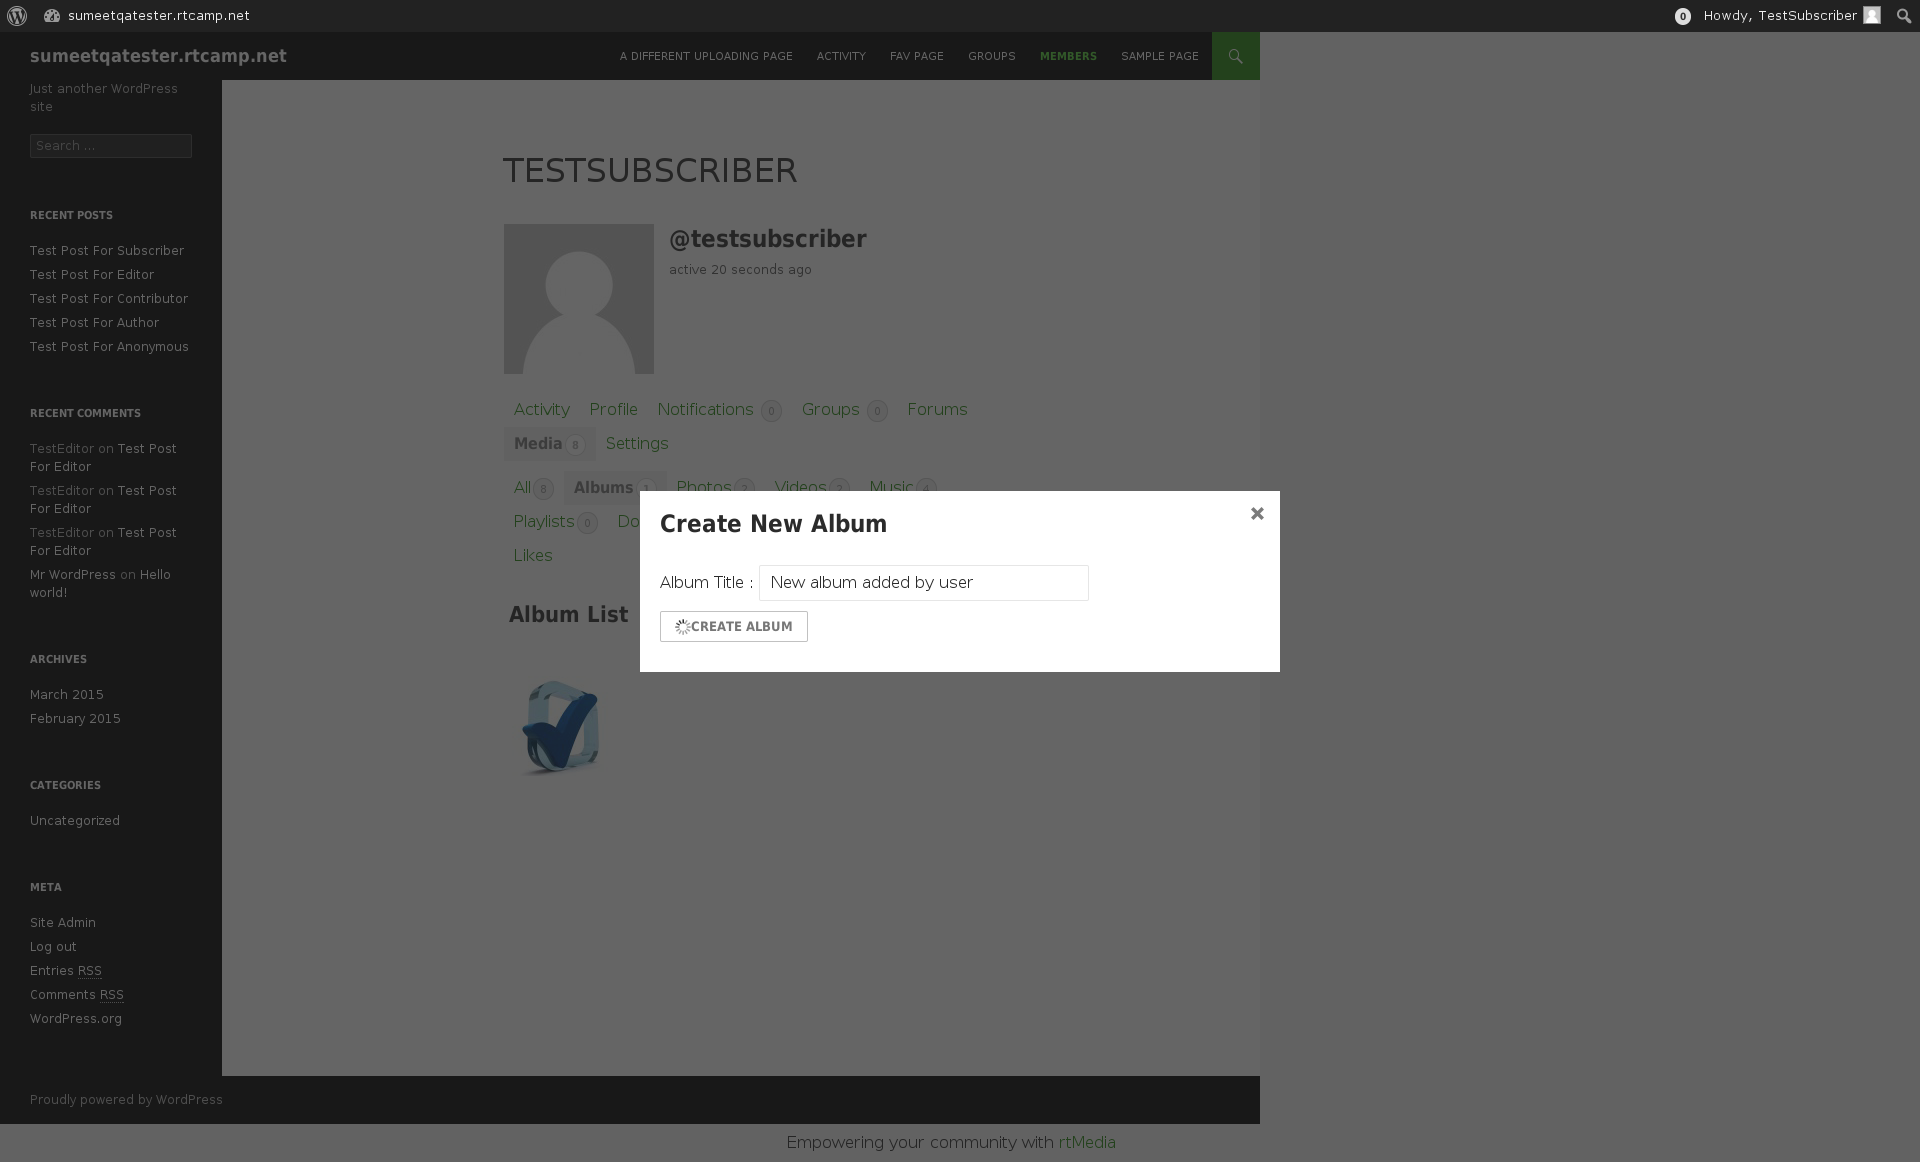 sumeetqatester.rtcamp.net
0
Howdy, TestSubscriber
sumeetqatester.rtcamp.net
A DIFFERENT UPLOADING PAGE ACTIVITY FAV PAGE GROUPS MEMBERS SAMPLE PAGE
Just another WordPress
site
Search ...
RECENT POSTS
Test Post For Subscriber
Test Post For Editor
Test Post For Contributor
Test Post For Author
Test Post For Anonymous
RECENT COMMENTS
TestEditor on Test Post
For Editor
TestEditor on Test Post
For Editor
TestEditor on Test Post
For Editor
Mr WordPress on Hello
world!
ARCHIVES
March 2015
February 2015
CATEGORIES
Uncategorized
META
Site Admin
Log out
Entries RSS
Comments RSS
WordPress.org
TESTSUBSCRIBER
@testsubscriber
active 20 seconds ago
Activity Profile Notifications 0 Groups 0 Forums
Media 8 Settings
All 8 Albums 1 Photos 2 Videos 2 Music 4
Playlists 0 Do
Likes
Album List
Create New Album
×
Album Title : New album added by user
CREATE ALBUM
Proudly powered by WordPress
Empowering your community with rtMedia